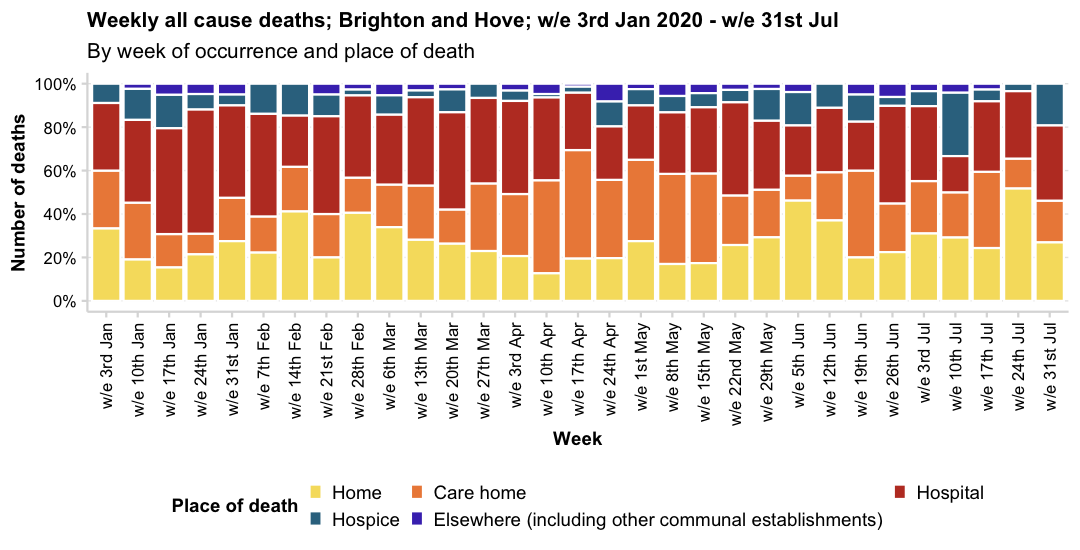 Weekly all cause deaths; Brighton and Hove; w/e 3rd Jan 2020 - w/e 31st Jul
By week of occurrence and place of death
Number of deaths
100%
80%
60%
40%
20%
0%
w/e 3rd Jan
w/e 10th Jan
w/e 17th Jan
w/e 24th Jan
w/e 31st Jan
w/e 7th Feb
w/e 14th Feb
w/e 21st Feb
w/e 28th Feb
w/e 6th Mar
w/e 13th Mar
w/e 20th Mar
w/e 27th Mar
w/e 3rd Apr
w/e 10th Apr
w/e 17th Apr
w/e 24th Apr
w/e 1st May
w/e 8th May
w/e 15th May
w/e 22nd May
w/e 29th May
w/e 5th Jun
w/e 12th Jun
w/e 19th Jun
w/e 26th Jun
w/e 3rd Jul
w/e 10th Jul
w/e 17th Jul
w/e 24th Jul
w/e 31st Jul
Week
Place of death
Home
Care home
Hospital
Hospice
Elsewhere (including other communal establishments)